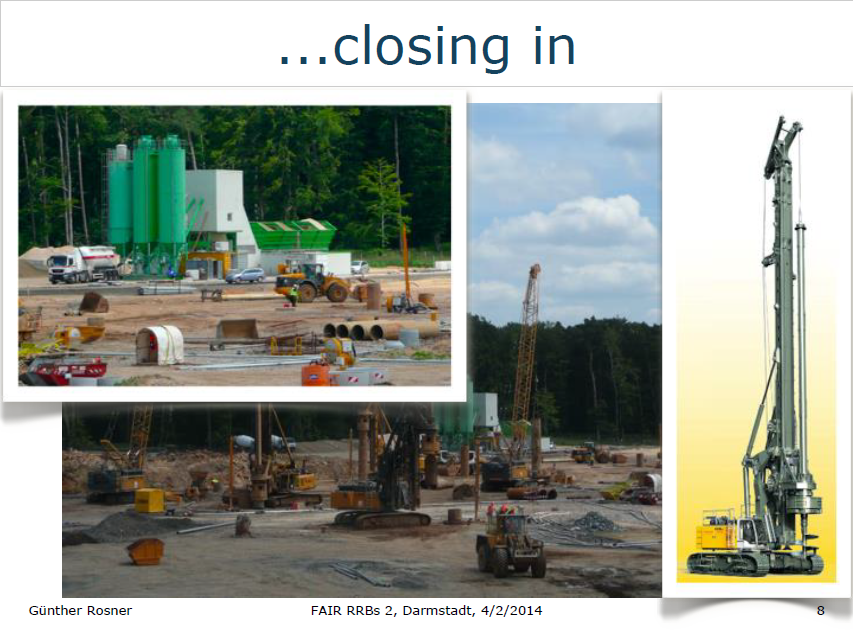 ...closing in
Günther Rosner
FAIR RRBs 2, Darmstadt, 4/2/2014
8